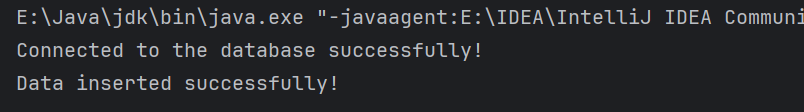 E:\Java\jdk\bin\java.exe "-javaagent:E:\IDEA\IntelliJ IDEA Communi
Connected to the database successfully!
Data inserted successfully!